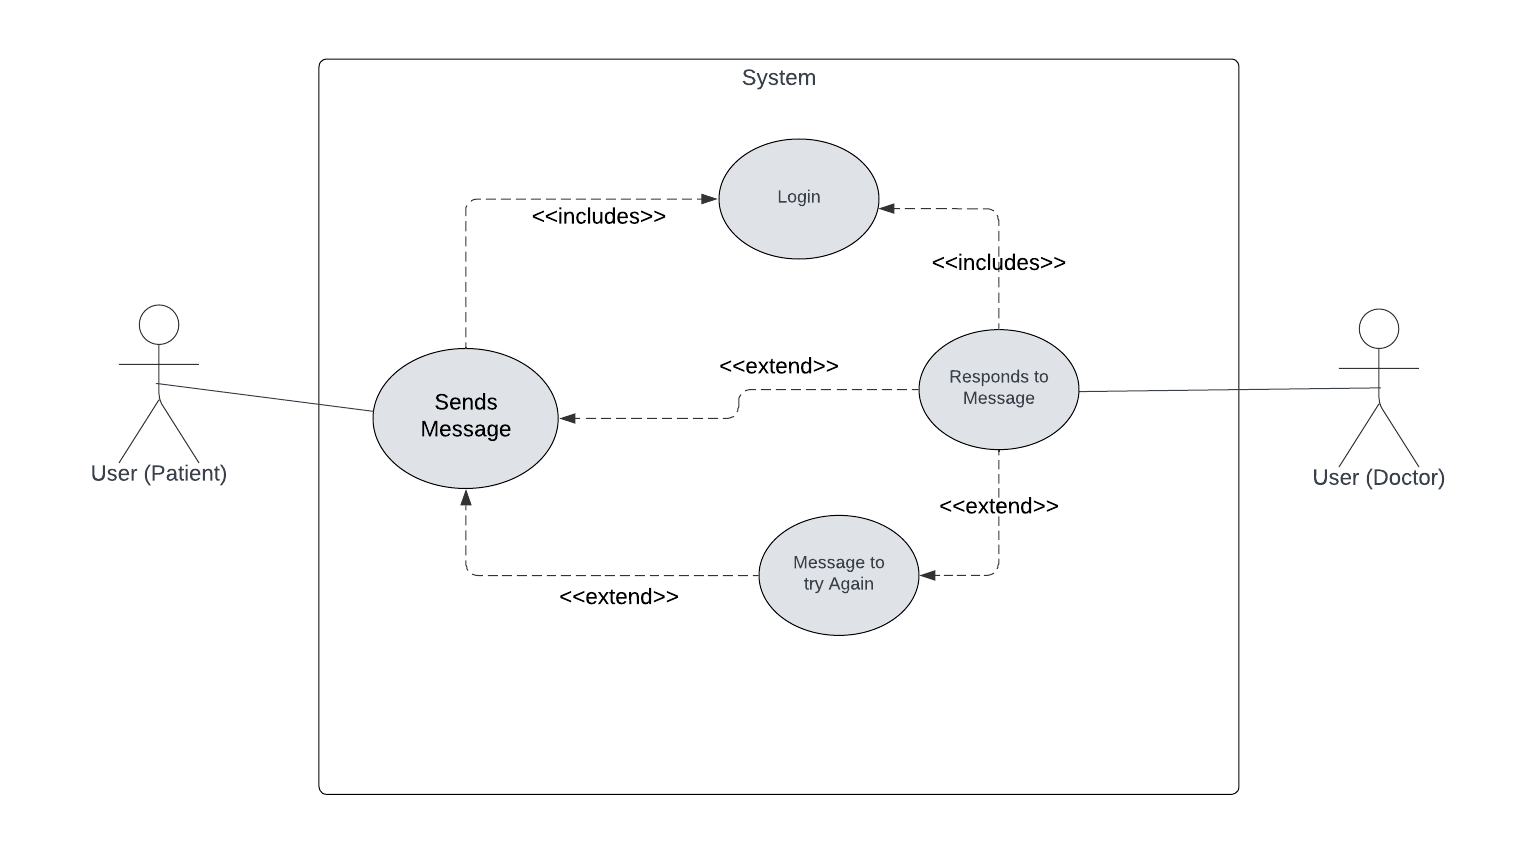 System
Login
<<includes>>
<<includes>>
<<extend>>
Responds to
Message
Sends
Message
User (Patient)
User (Doctor)
<<extend>>
Message to
try Again
<<extend>>